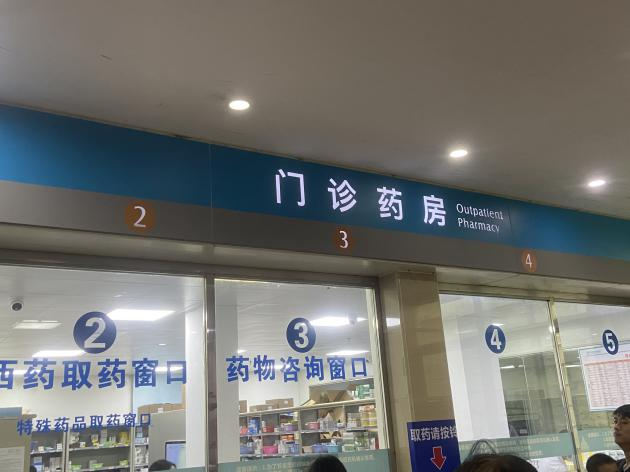 门诊药房
Outpatient
Pharmacy
2
3
4
2
西药取药窗口
特殊药品取药窗口
3
药物咨询窗口
4
5
取药请按铃